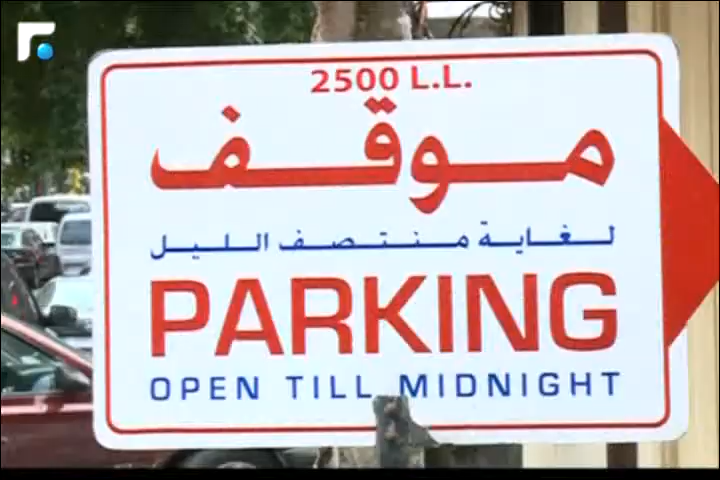 2500 L.L.
موقف
لغاية منتصف الليل
PARKING
OPEN TILL MIDNIGHT